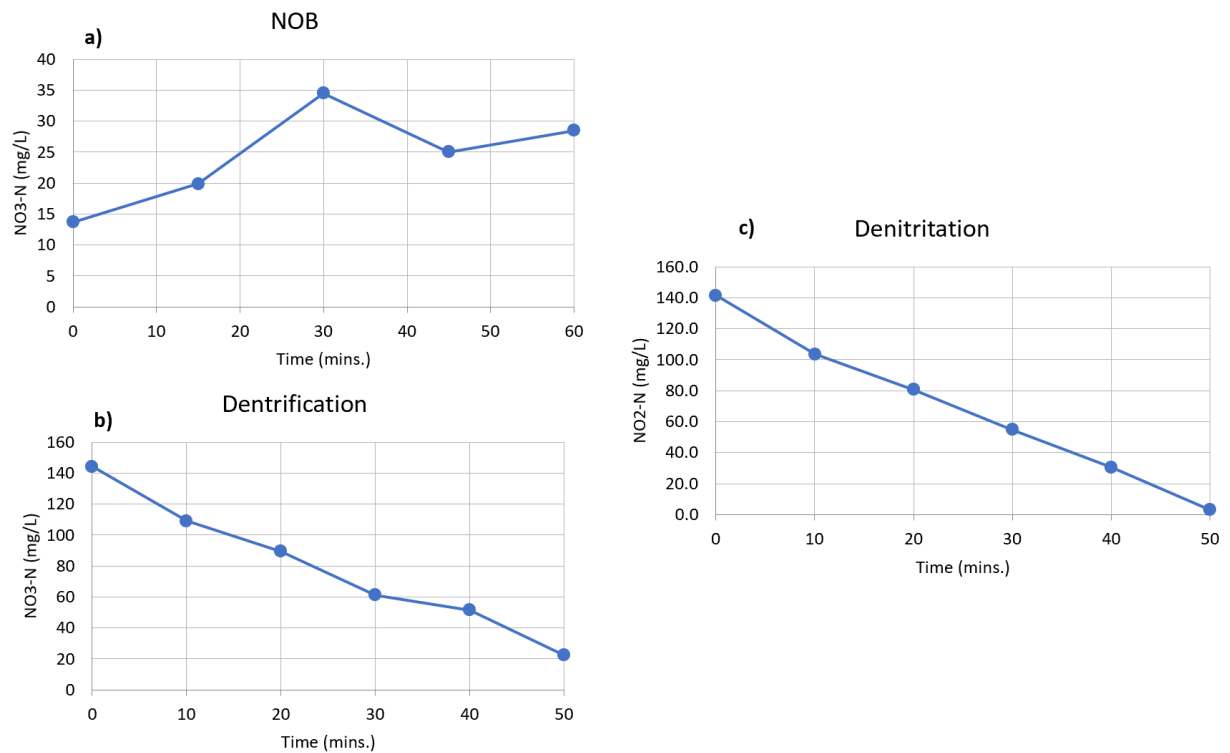 NOB
a)
40
35
30
25
20
15
10
5
0
NO3-N (mg/L)
0 10 20 30 40 50 60
Time (mins.)
Dentrification
b)
160
140
120
100
80
60
40
20
0
NO3-N (mg/L)
0 10 20 30 40 50
Time (mins.)
c)
Denitritation
160.0
140.0
120.0
100.0
80.0
60.0
40.0
20.0
0.0
NO2-N (mg/L)
0 10 20 30 40 50
Time (mins.)